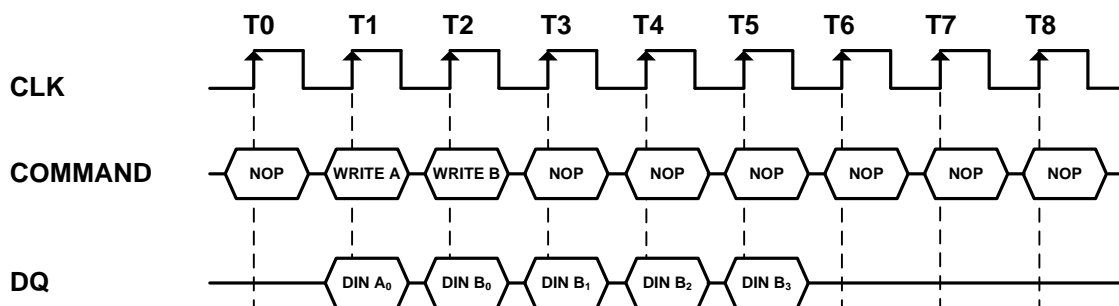 T0 T1 T2 T3 T4 T5 T6 T7 T8
CLK
COMMAND NOP WRITE A WRITE B NOP NOP NOP NOP NOP NOP
DQ DIN A₀ DIN B₀ DIN B₁ DIN B₂ DIN B₃